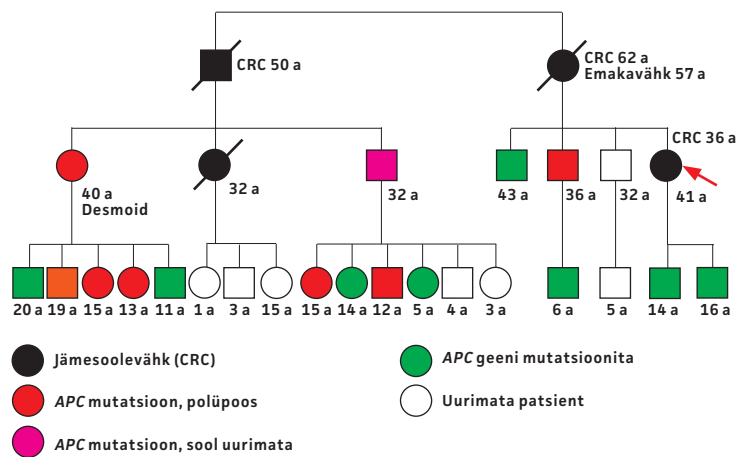 CRC 50 a
CRC 62 a
Emakavähk 57 a
CRC 36 a
40 a
Desmoid
32 a
32 a
43 a
36 a
32 a
41 a
20 a
19 a
15 a
13 a
11 a
1 a
3 a
15 a
15 a
14 a
12 a
5 a
4 a
3 a
6 a
5 a
14 a
16 a
Jämesoolevähk (CRC)
APC geeni mutatsioonita
APC mutatsioon, polüpoos
Uurimata patsient
APC mutatsioon, sool uurimata